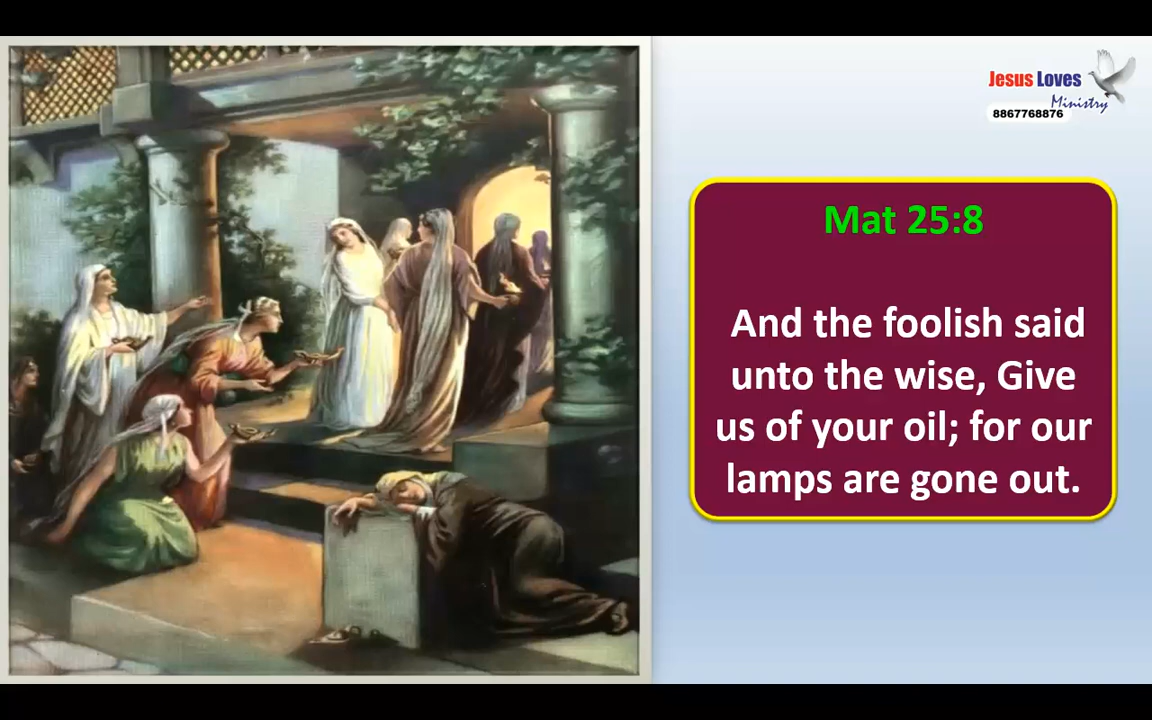 Jesus Loves
Ministry
8867768876
Mat 25:8
And the foolish said
unto the wise, Give
us of your oil; for our
lamps are gone out.